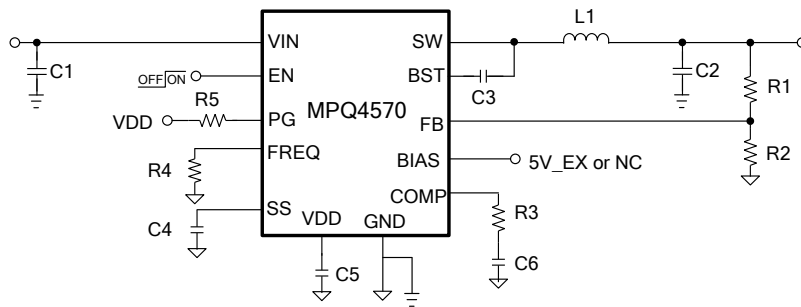 L1
VIN
SW
C1
C2
OFF ON
EN
BST
R1
C3
R5
MPQ4570
VDD
PG
FB
FREQ
R2
R4
BIAS
5V_EX or NC
COMP
SS
R3
C4
VDD
GND
C5
C6